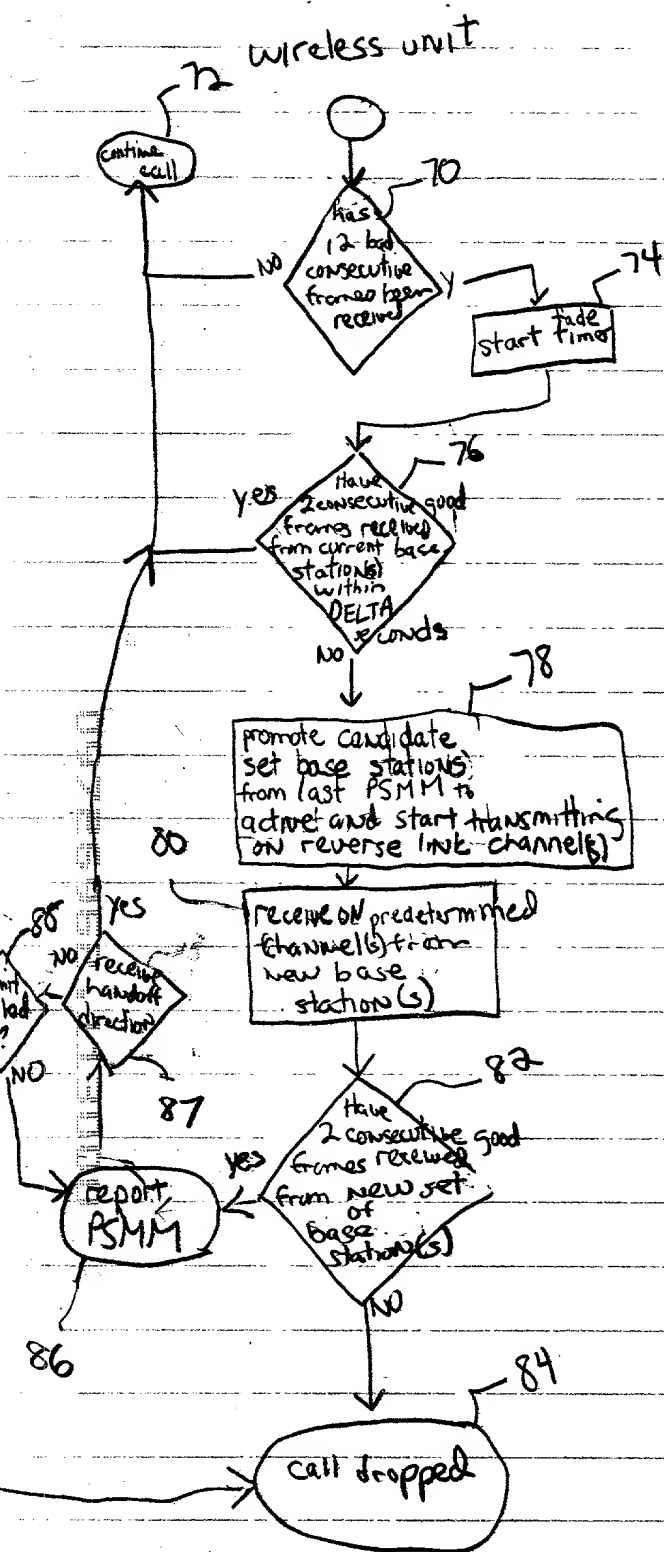 wireless unit
72
continue
call
70
has
12 bad
consecutive
frames been
received
NO
y
74
start fade
timer
76
yes
Have
2 consecutive good
frames received
from current base
station(s)
within
DELTA
seconds
NO
78
promote candidate
set base station(s)
from last PSMM to
active and start transmitting
on reverse link channel(s)
80
receive on predetermined
channel(s) from
new base
station(s)
88
?
bad
?
NO
yes
NO
receive
handoff
direction
87
82
Have
2 consecutive good
frames received
from new set
of
base
station(s)
yes
report
PSMM
86
NO
84
call dropped